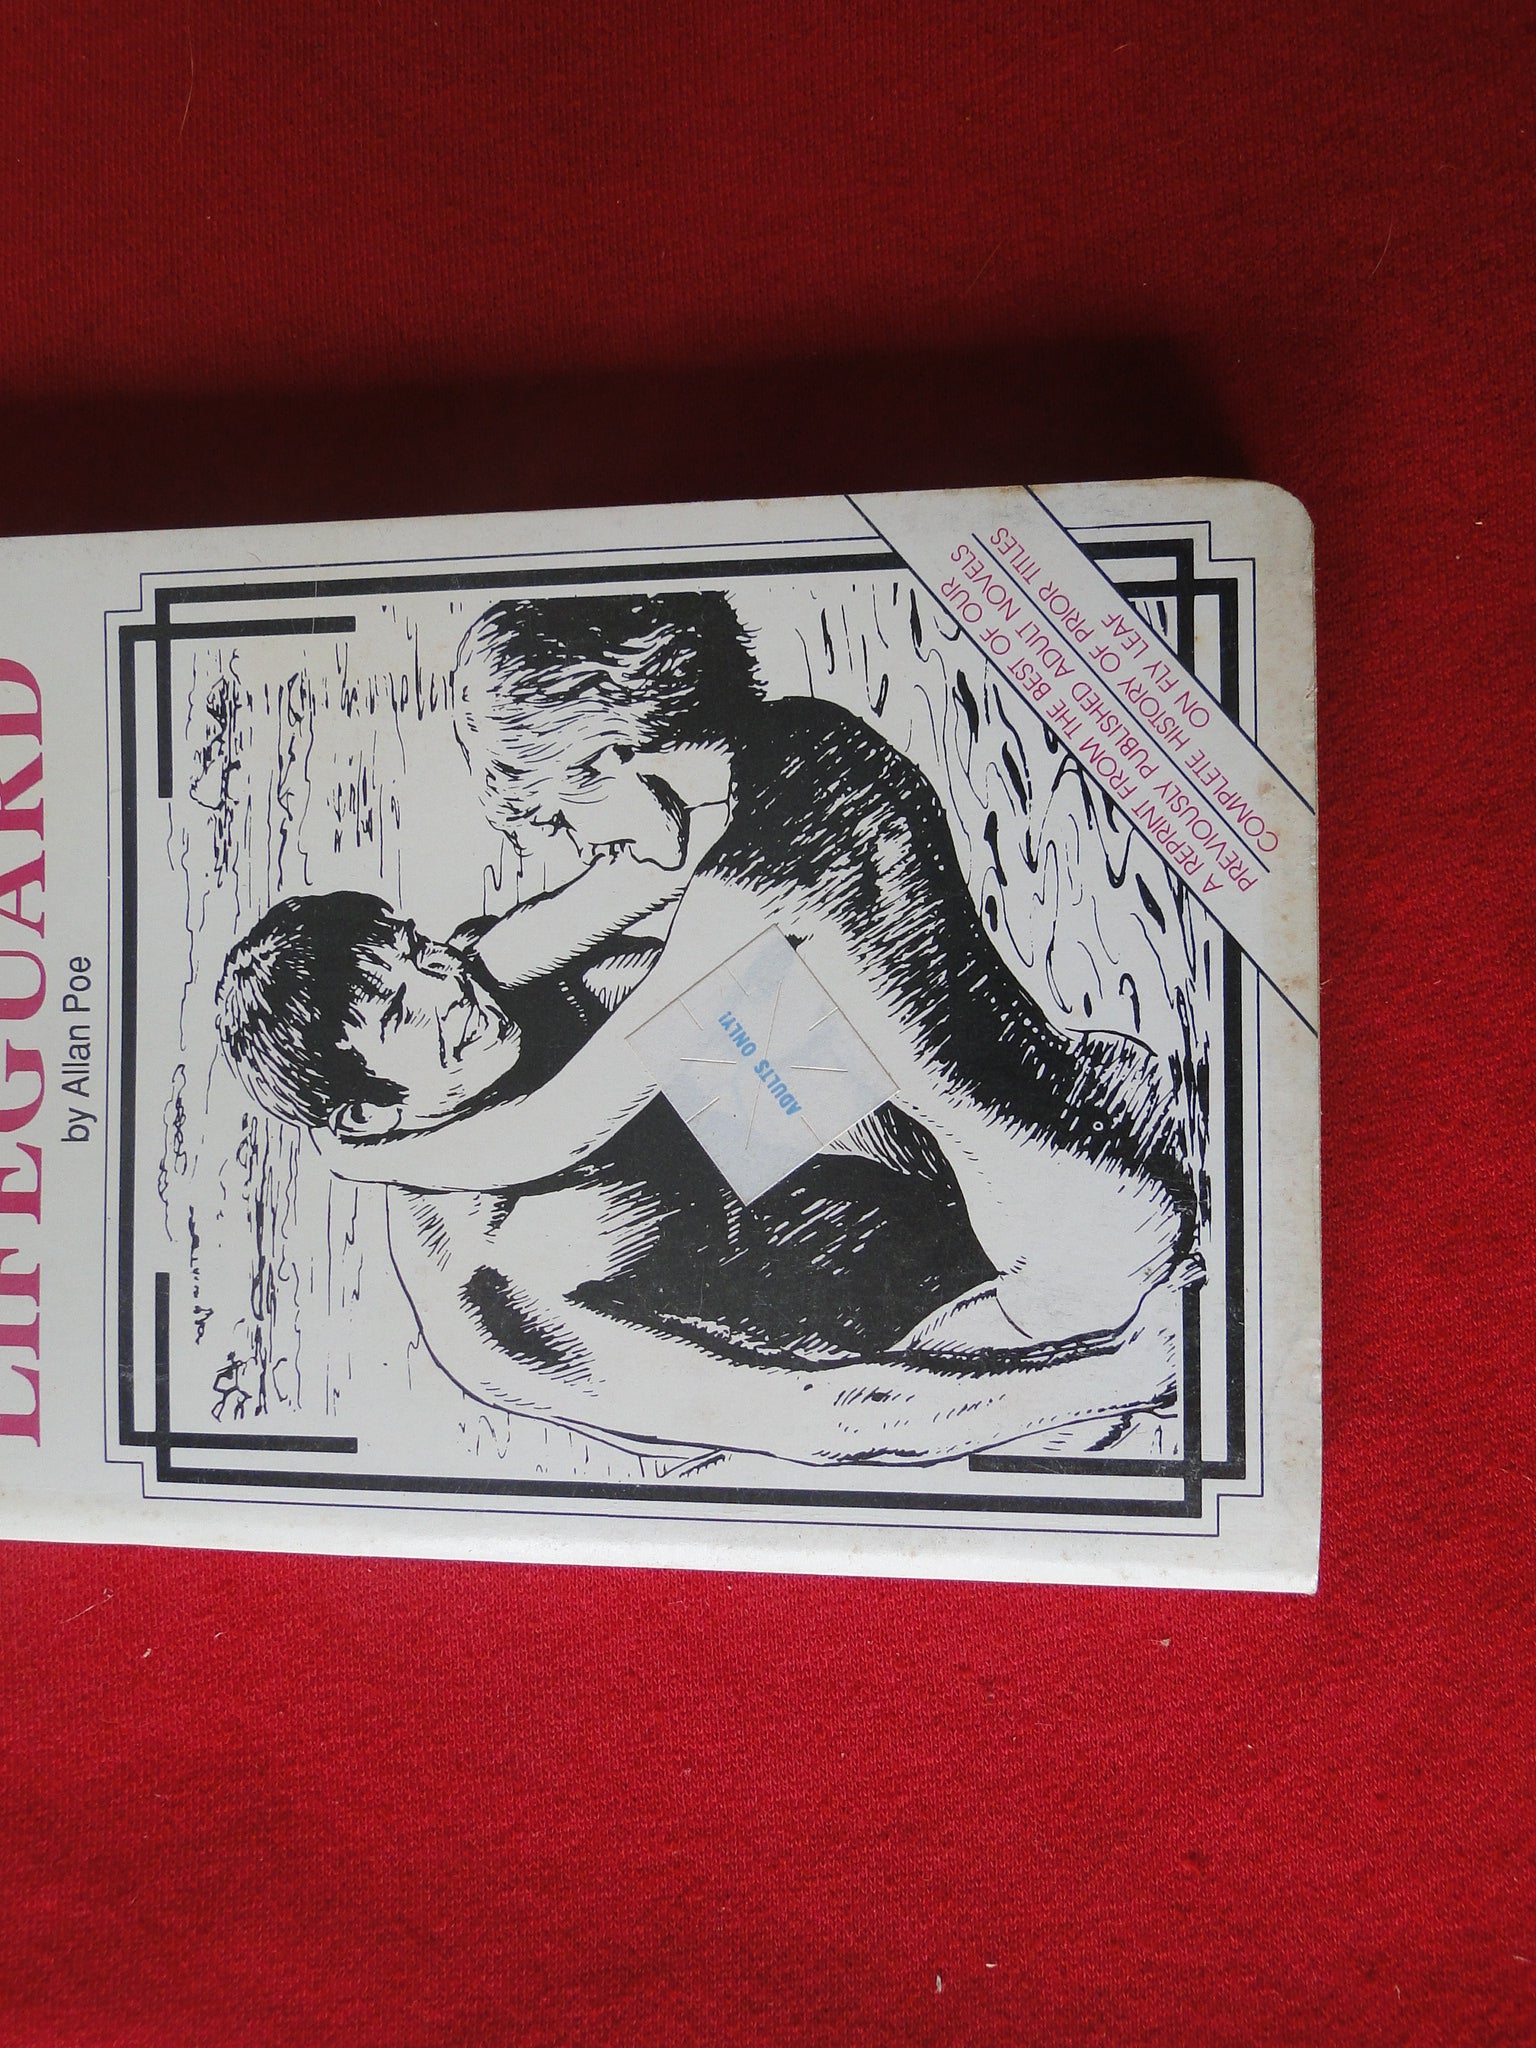 LIFEGUARD
by Allan Poe
ADULTS ONLY!
A REPRINT FROM THE BEST OF OUR
PREVIOUSLY PUBLISHED ADULT NOVELS
COMPLETE HISTORY OF PRIOR TITLES
ON FLY LEAF